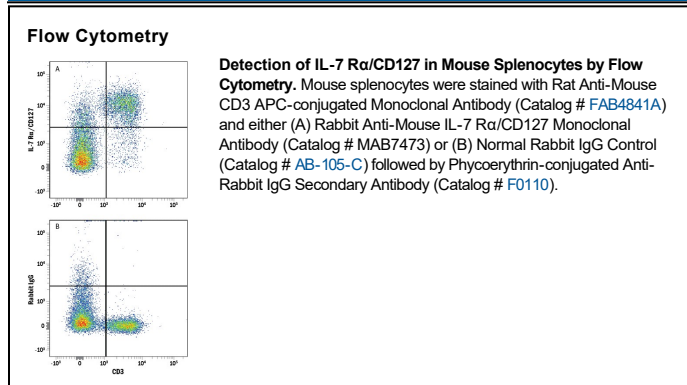 Flow Cytometry
Detection of IL-7 Rα/CD127 in Mouse Splenocytes by Flow
Cytometry. Mouse splenocytes were stained with Rat Anti-Mouse
CD3 APC-conjugated Monoclonal Antibody (Catalog # FAB4841A)
and either (A) Rabbit Anti-Mouse IL-7 Rα/CD127 Monoclonal
Antibody (Catalog # MAB7473) or (B) Normal Rabbit IgG Control
(Catalog # AB-105-C) followed by Phycoerythrin-conjugated Anti-
Rabbit IgG Secondary Antibody (Catalog # F0110).
A
IL-7 Rα/CD127
B
Rabbit IgG
CD3